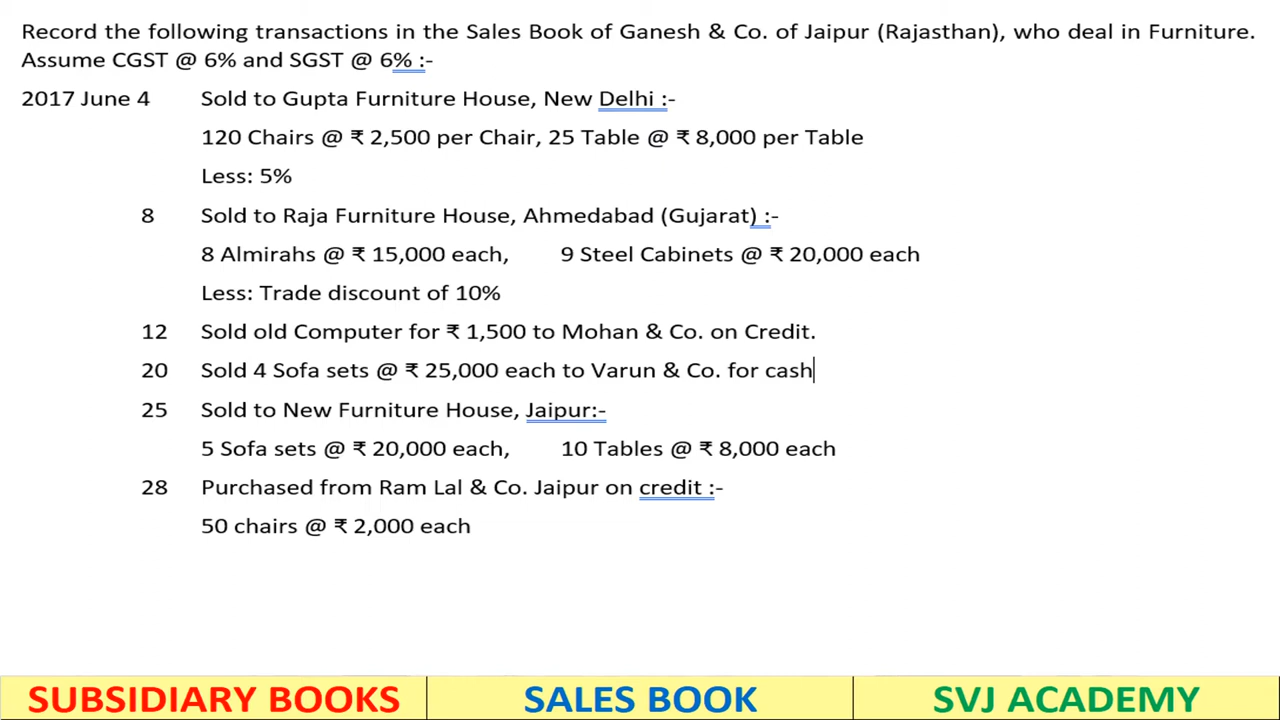 Record the following transactions in the Sales Book of Ganesh & Co. of Jaipur (Rajasthan), who deal in Furniture.
Assume CGST @ 6% and SGST @ 6% :-
2017 June 4 Sold to Gupta Furniture House, New Delhi :-
120 Chairs @ ₹ 2,500 per Chair, 25 Table @ ₹ 8,000 per Table
Less: 5%
8 Sold to Raja Furniture House, Ahmedabad (Gujarat) :-
8 Almirahs @ ₹ 15,000 each, 9 Steel Cabinets @ ₹ 20,000 each
Less: Trade discount of 10%
12 Sold old Computer for ₹ 1,500 to Mohan & Co. on Credit.
20 Sold 4 Sofa sets @ ₹ 25,000 each to Varun & Co. for cash
25 Sold to New Furniture House, Jaipur:-
5 Sofa sets @ ₹ 20,000 each, 10 Tables @ ₹ 8,000 each
28 Purchased from Ram Lal & Co. Jaipur on credit :-
50 chairs @ ₹ 2,000 each
SUBSIDIARY BOOKS SALES BOOK SVJ ACADEMY